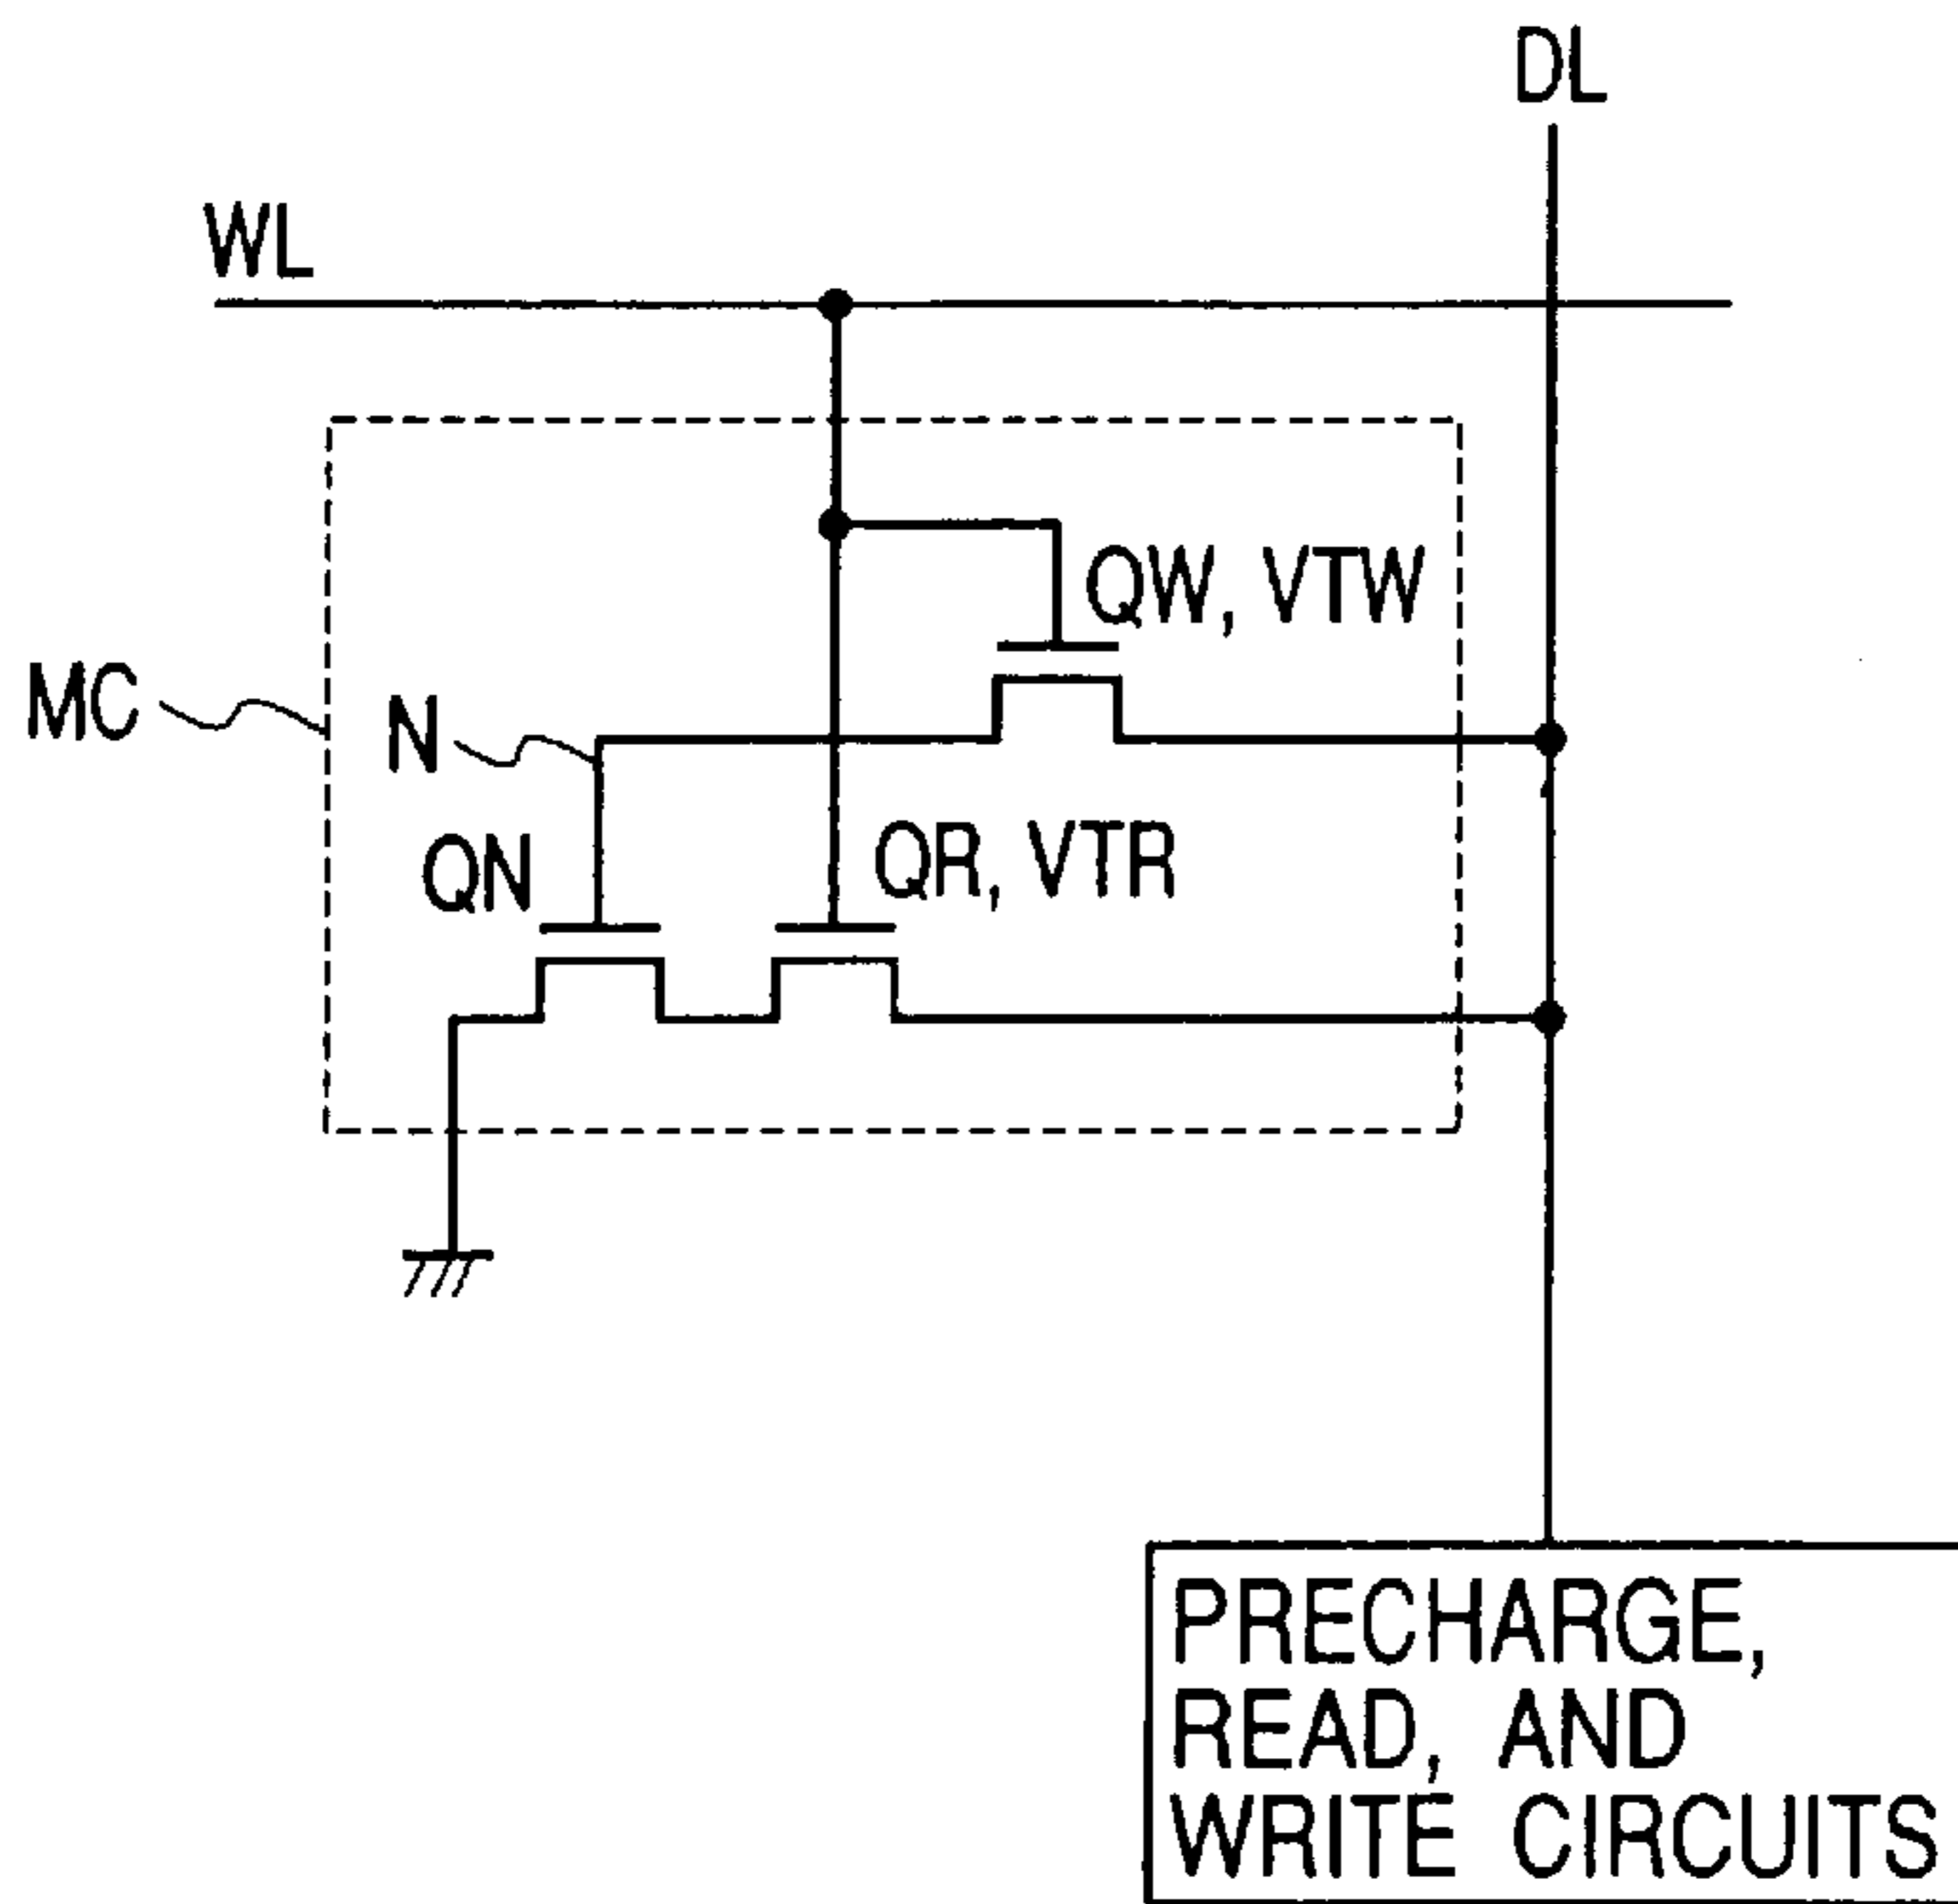 DL
WL
QW, VTW
MC
N
QN
QR, VTR
PRECHARGE,
READ, AND
WRITE CIRCUITS